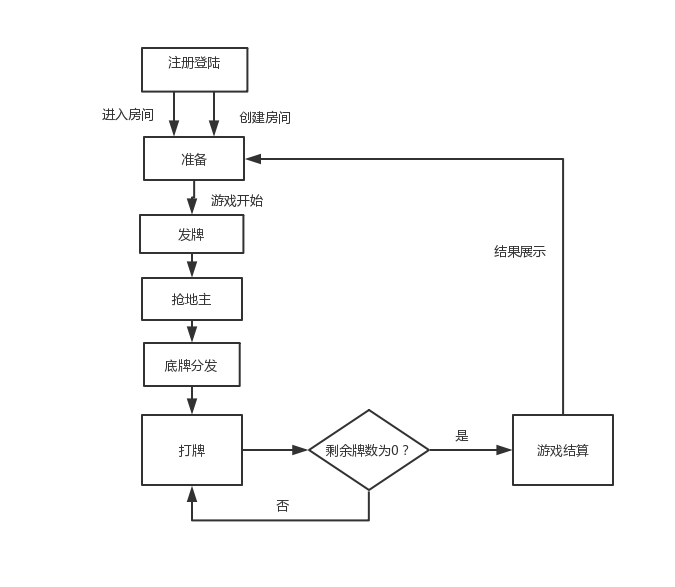 注册登陆
进入房间
创建房间
准备
游戏开始
发牌
结果展示
抢地主
底牌分发
打牌
剩余牌数为0？
是
游戏结算
否